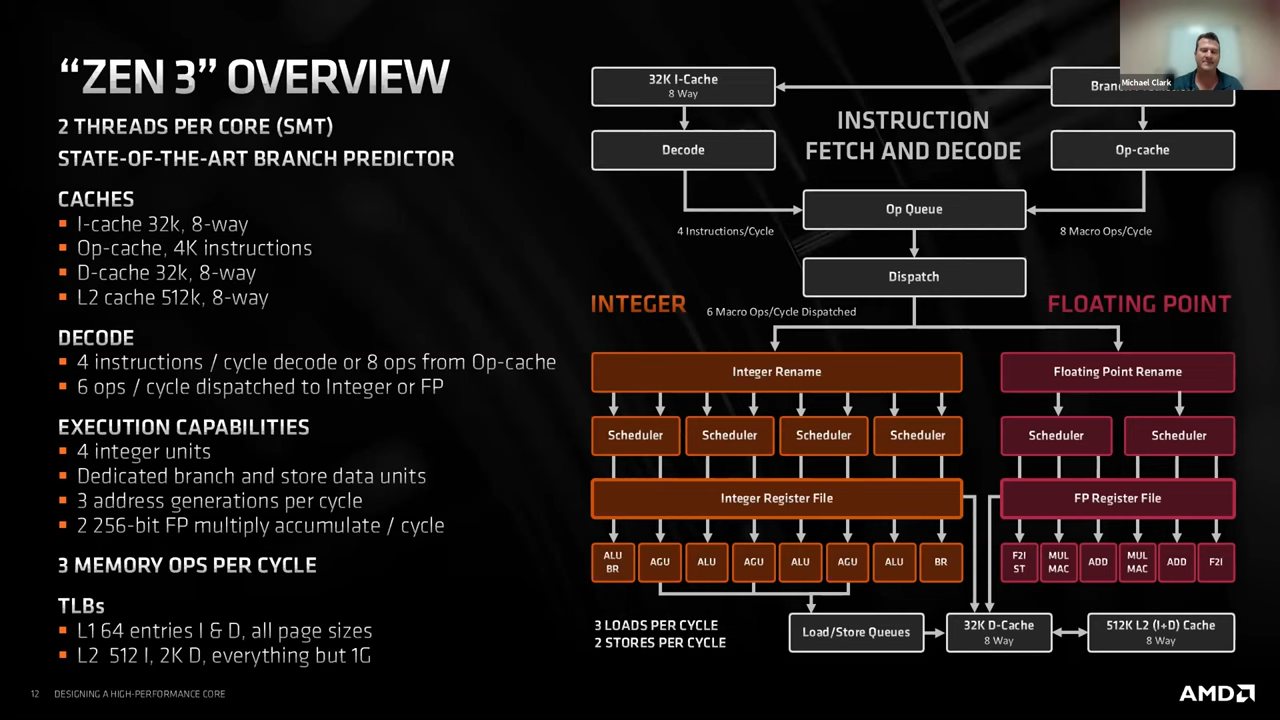 “ZEN 3” OVERVIEW
2 THREADS PER CORE (SMT)
STATE-OF-THE-ART BRANCH PREDICTOR
CACHES
▪ I-cache 32k, 8-way
▪ Op-cache, 4K instructions
▪ D-cache 32k, 8-way
▪ L2 cache 512k, 8-way
DECODE
▪ 4 instructions / cycle decode or 8 ops from Op-cache
▪ 6 ops / cycle dispatched to Integer or FP
EXECUTION CAPABILITIES
▪ 4 integer units
▪ Dedicated branch and store data units
▪ 3 address generations per cycle
▪ 2 256-bit FP multiply accumulate / cycle
3 MEMORY OPS PER CYCLE
TLBs
▪ L1 64 entries I & D, all page sizes
▪ L2 512 I, 2K D, everything but 1G
32K I-Cache
8 Way
Michael Clark
INSTRUCTION
FETCH AND DECODE
Decode
Op-cache
Op Queue
4 Instructions/Cycle
8 Macro Ops/Cycle
Dispatch
INTEGER
6 Macro Ops/Cycle Dispatched
FLOATING POINT
Integer Rename
Floating Point Rename
Scheduler
Scheduler
Scheduler
Scheduler
Scheduler
Scheduler
Integer Register File
FP Register File
ALU
BR
AGU
ALU
AGU
ALU
AGU
ALU
BR
F2I
ST
MUL
MAC
ADD
MUL
MAC
ADD
F2I
3 LOADS PER CYCLE
2 STORES PER CYCLE
Load/Store Queues
32K D-Cache
8 Way
512K L2 (I+D) Cache
8 Way
12 DESIGNING A HIGH-PERFORMANCE CORE
AMD